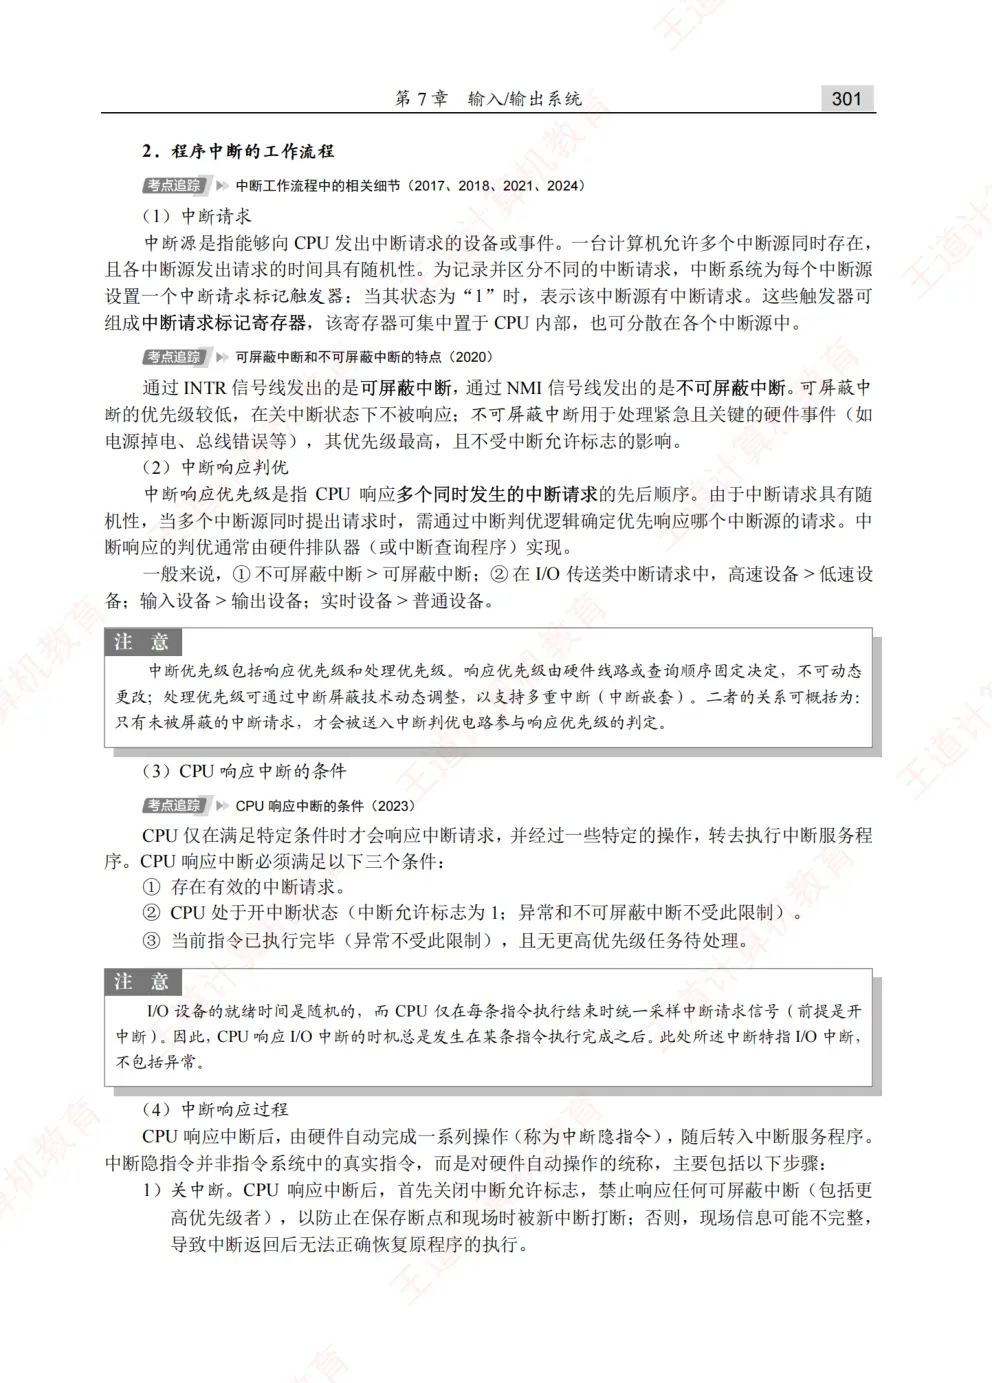 第 7 章 输入/输出系统 301
2．程序中断的工作流程
考点追踪 中断工作流程中的相关细节（2017、2018、2021、2024）
（1）中断请求
中断源是指能够向 CPU 发出中断请求的设备或事件。一台计算机允许多个中断源同时存在，
且各中断源发出请求的时间具有随机性。为记录并区分不同的中断请求，中断系统为每个中断源
设置一个中断请求标记触发器：当其状态为“1”时，表示该中断源有中断请求。这些触发器可
组成中断请求标记寄存器，该寄存器可集中置于 CPU 内部，也可分散在各个中断源中。
考点追踪 可屏蔽中断和不可屏蔽中断的特点（2020）
通过 INTR 信号线发出的是可屏蔽中断，通过 NMI 信号线发出的是不可屏蔽中断。可屏蔽中
断的优先级较低，在关中断状态下不被响应；不可屏蔽中断用于处理紧急且关键的硬件事件（如
电源掉电、总线错误等），其优先级最高，且不受中断允许标志的影响。
（2）中断响应判优
中断响应优先级是指 CPU 响应多个同时发生的中断请求的先后顺序。由于中断请求具有随
机性，当多个中断源同时提出请求时，需通过中断判优逻辑确定优先响应哪个中断源的请求。中
断响应的判优通常由硬件排队器（或中断查询程序）实现。
一般来说，① 不可屏蔽中断 > 可屏蔽中断；② 在 I/O 传送类中断请求中，高速设备 > 低速设
备；输入设备 > 输出设备；实时设备 > 普通设备。
注 意
中断优先级包括响应优先级和处理优先级。响应优先级由硬件线路或查询顺序固定决定，不可动态
更改；处理优先级可通过中断屏蔽技术动态调整，以支持多重中断（中断嵌套）。二者的关系可概括为：
只有未被屏蔽的中断请求，才会被送入中断判优电路参与响应优先级的判定。
（3）CPU 响应中断的条件
考点追踪 CPU 响应中断的条件（2023）
CPU 仅在满足特定条件时才会响应中断请求，并经过一些特定的操作，转去执行中断服务程
序。CPU 响应中断必须满足以下三个条件：
① 存在有效的中断请求。
② CPU 处于开中断状态（中断允许标志为 1；异常和不可屏蔽中断不受此限制）。
③ 当前指令已执行完毕（异常不受此限制），且无更高优先级任务待处理。
注 意
I/O 设备的就绪时间是随机的，而 CPU 仅在每条指令执行结束时统一采样中断请求信号（前提是开
中断）。因此，CPU 响应 I/O 中断的时机总是发生在某条指令执行完成之后。此处所述中断特指 I/O 中断，
不包括异常。
（4）中断响应过程
CPU 响应中断后，由硬件自动完成一系列操作（称为中断隐指令），随后转入中断服务程序。
中断隐指令并非指令系统中的真实指令，而是对硬件自动操作的统称，主要包括以下步骤：
1）关中断。CPU 响应中断后，首先关闭中断允许标志，禁止响应任何可屏蔽中断（包括更
高优先级者），以防止在保存断点和现场时被新中断打断；否则，现场信息可能不完整，
导致中断返回后无法正确恢复原程序的执行。